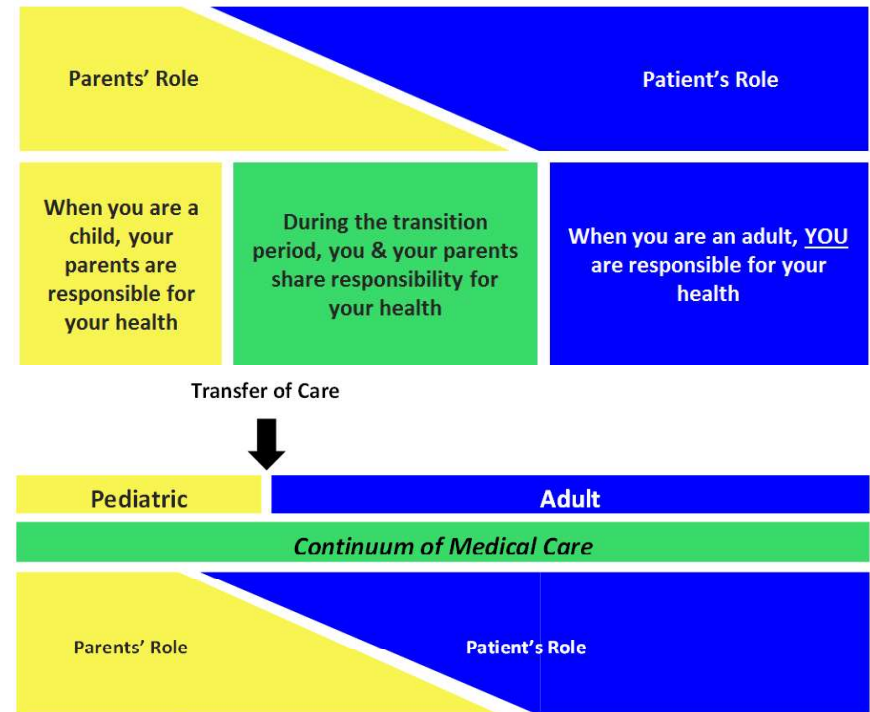 Parents’ Role
Patient’s Role
When you are a
child, your
parents are
responsible for
your health
During the transition
period, you & your parents
share responsibility for
your health
When you are an adult, YOU
are responsible for your
health
Transfer of Care
Pediatric
Adult
Continuum of Medical Care
Parents’ Role
Patient’s Role